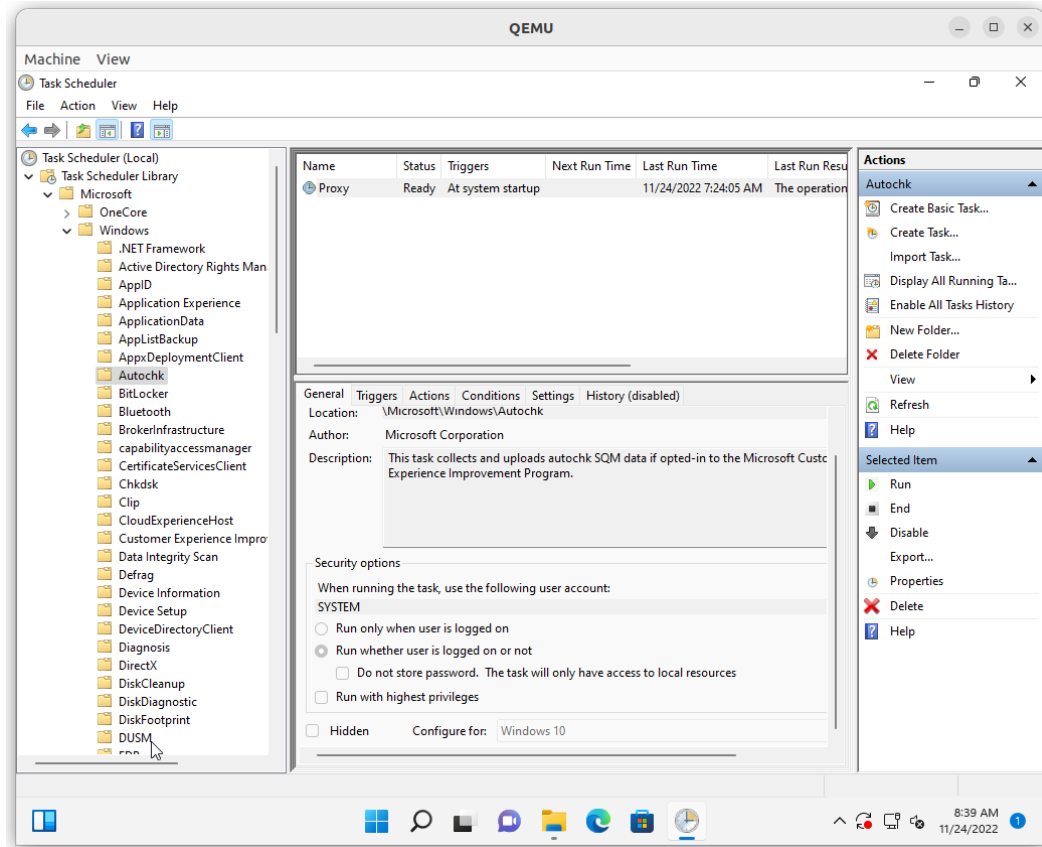 QEMU
Machine View
Task Scheduler
File Action View Help
Task Scheduler (Local)
Task Scheduler Library
Microsoft
OneCore
Windows
.NET Framework
Active Directory Rights Man
AppID
Application Experience
ApplicationData
AppListBackup
AppxDeploymentClient
Autochk
BitLocker
Bluetooth
BrokerInfrastructure
capabilityaccessmanager
CertificateServicesClient
Chkdsk
Clip
CloudExperienceHost
Customer Experience Impro
Data Integrity Scan
Defrag
Device Information
Device Setup
DeviceDirectoryClient
Diagnosis
DirectX
DiskCleanup
DiskDiagnostic
DiskFootprint
DUSM
Name Status Triggers Next Run Time Last Run Time Last Run Resu
Proxy Ready At system startup 11/24/2022 7:24:05 AM The operation
General Triggers Actions Conditions Settings History (disabled)
Location: \Microsoft\Windows\Autochk
Author: Microsoft Corporation
Description: This task collects and uploads autochk SQM data if opted-in to the Microsoft Custo
Experience Improvement Program.
Security options
When running the task, use the following user account:
SYSTEM
Run only when user is logged on
Run whether user is logged on or not
Do not store password. The task will only have access to local resources
Run with highest privileges
Hidden Configure for: Windows 10
Actions
Autochk
Create Basic Task...
Create Task...
Import Task...
Display All Running Ta...
Enable All Tasks History
New Folder...
Delete Folder
View
Refresh
Help
Selected Item
Run
End
Disable
Export...
Properties
Delete
Help
8:39 AM
11/24/2022
1